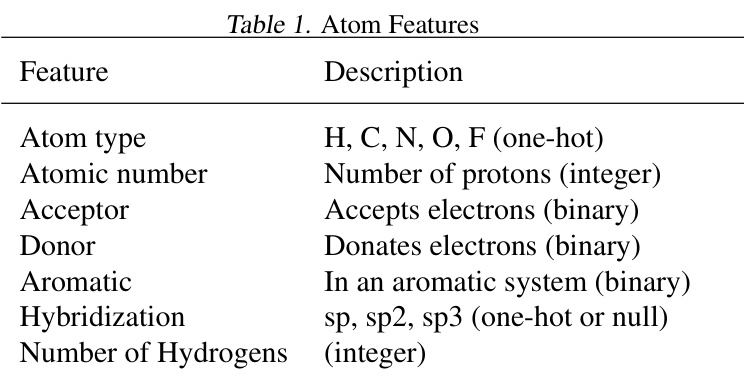 Table 1. Atom Features
Feature Description
Atom type H, C, N, O, F (one-hot)
Atomic number Number of protons (integer)
Acceptor Accepts electrons (binary)
Donor Donates electrons (binary)
Aromatic In an aromatic system (binary)
Hybridization sp, sp2, sp3 (one-hot or null)
Number of Hydrogens (integer)